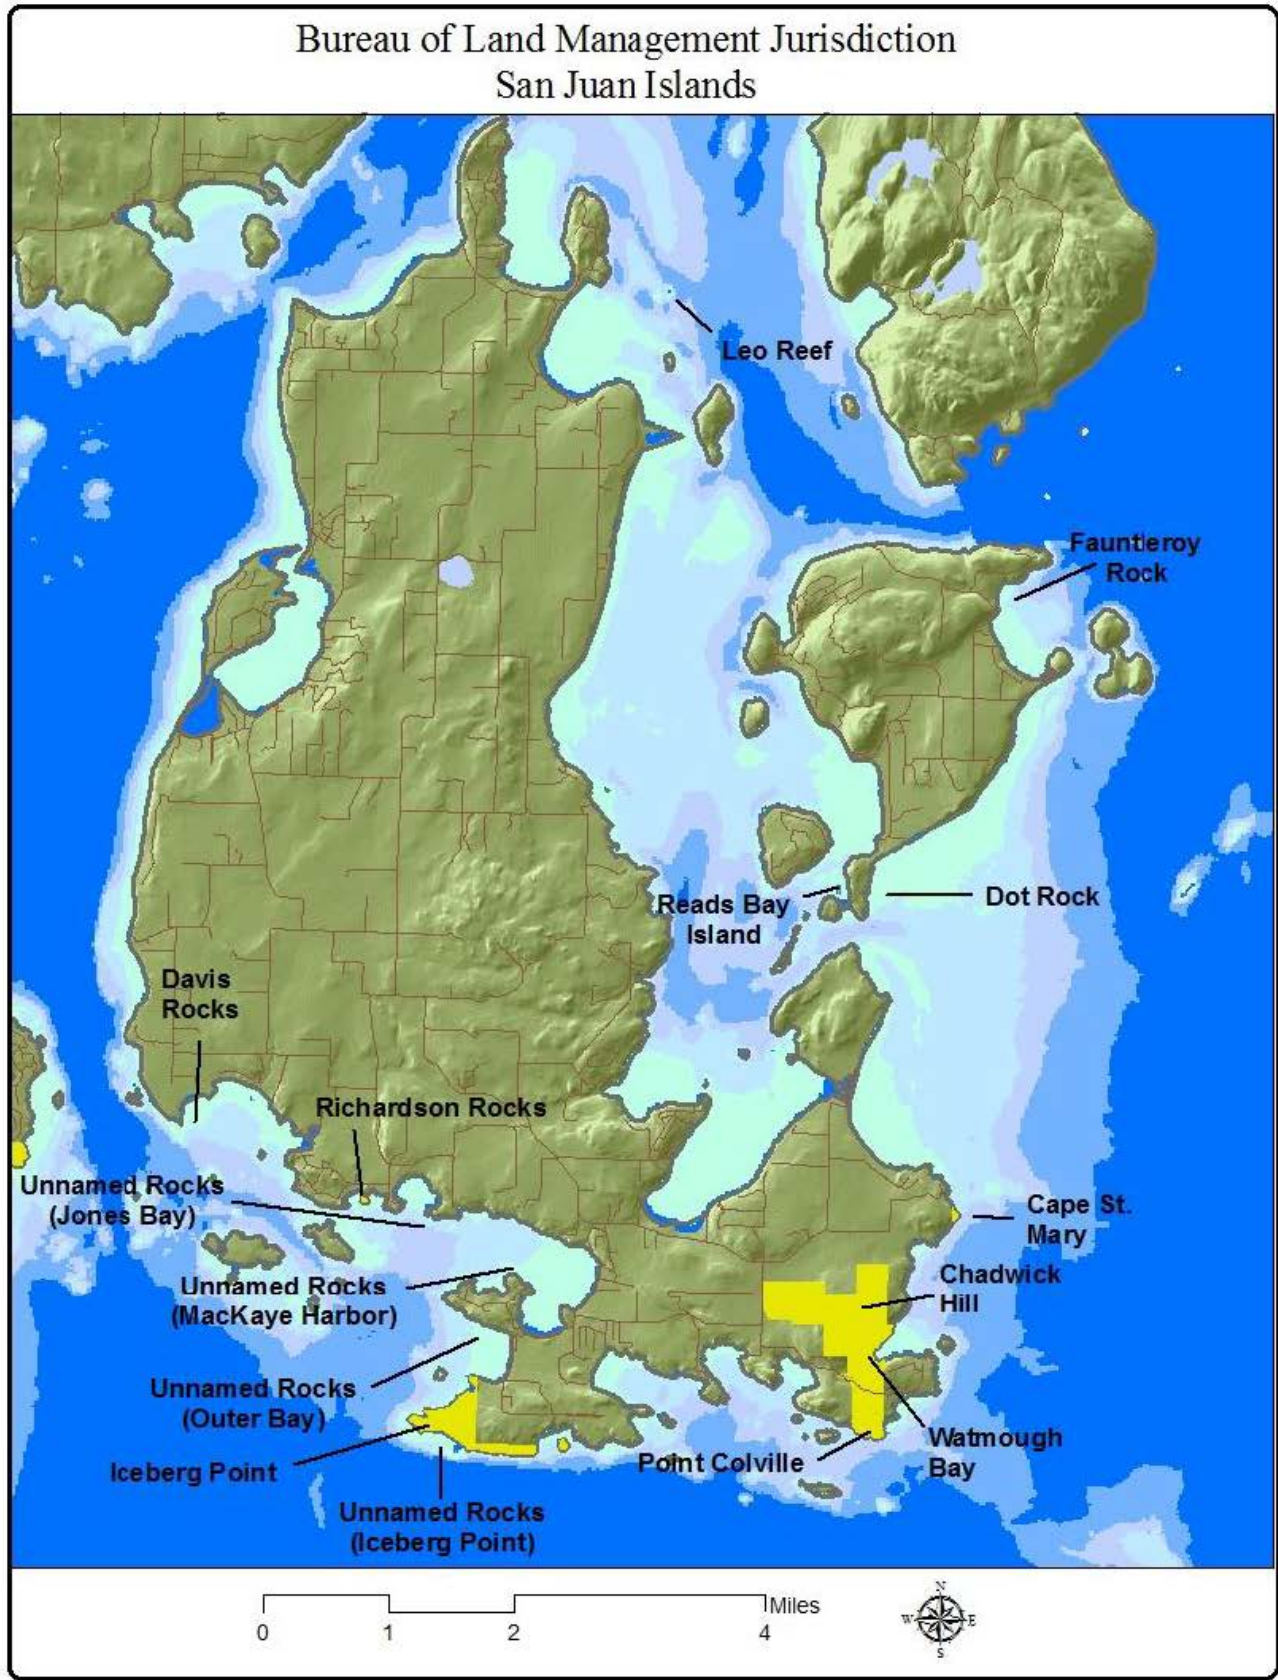 Bureau of Land Management Jurisdiction
San Juan Islands
Leo Reef
Fauntleroy
Rock
Reads Bay
Island
Dot Rock
Davis
Rocks
Richardson Rocks
Unnamed Rocks
(Jones Bay)
Cape St.
Mary
Unnamed Rocks
(MacKaye Harbor)
Chadwick
Hill
Unnamed Rocks
(Outer Bay)
Iceberg Point
Point Colville
Watmough
Bay
Unnamed Rocks
(Iceberg Point)
Miles
0 1 2 4
N
W E
S